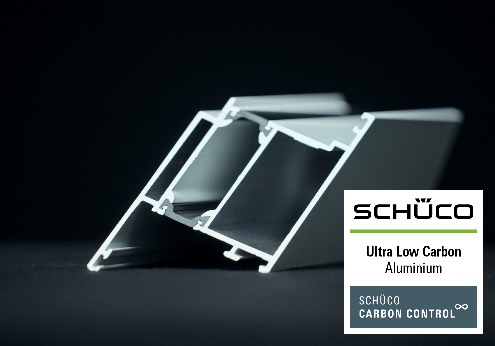 SCHÜCO
Ultra Low Carbon
Aluminium
SCHÜCO
CARBON CONTROL∞